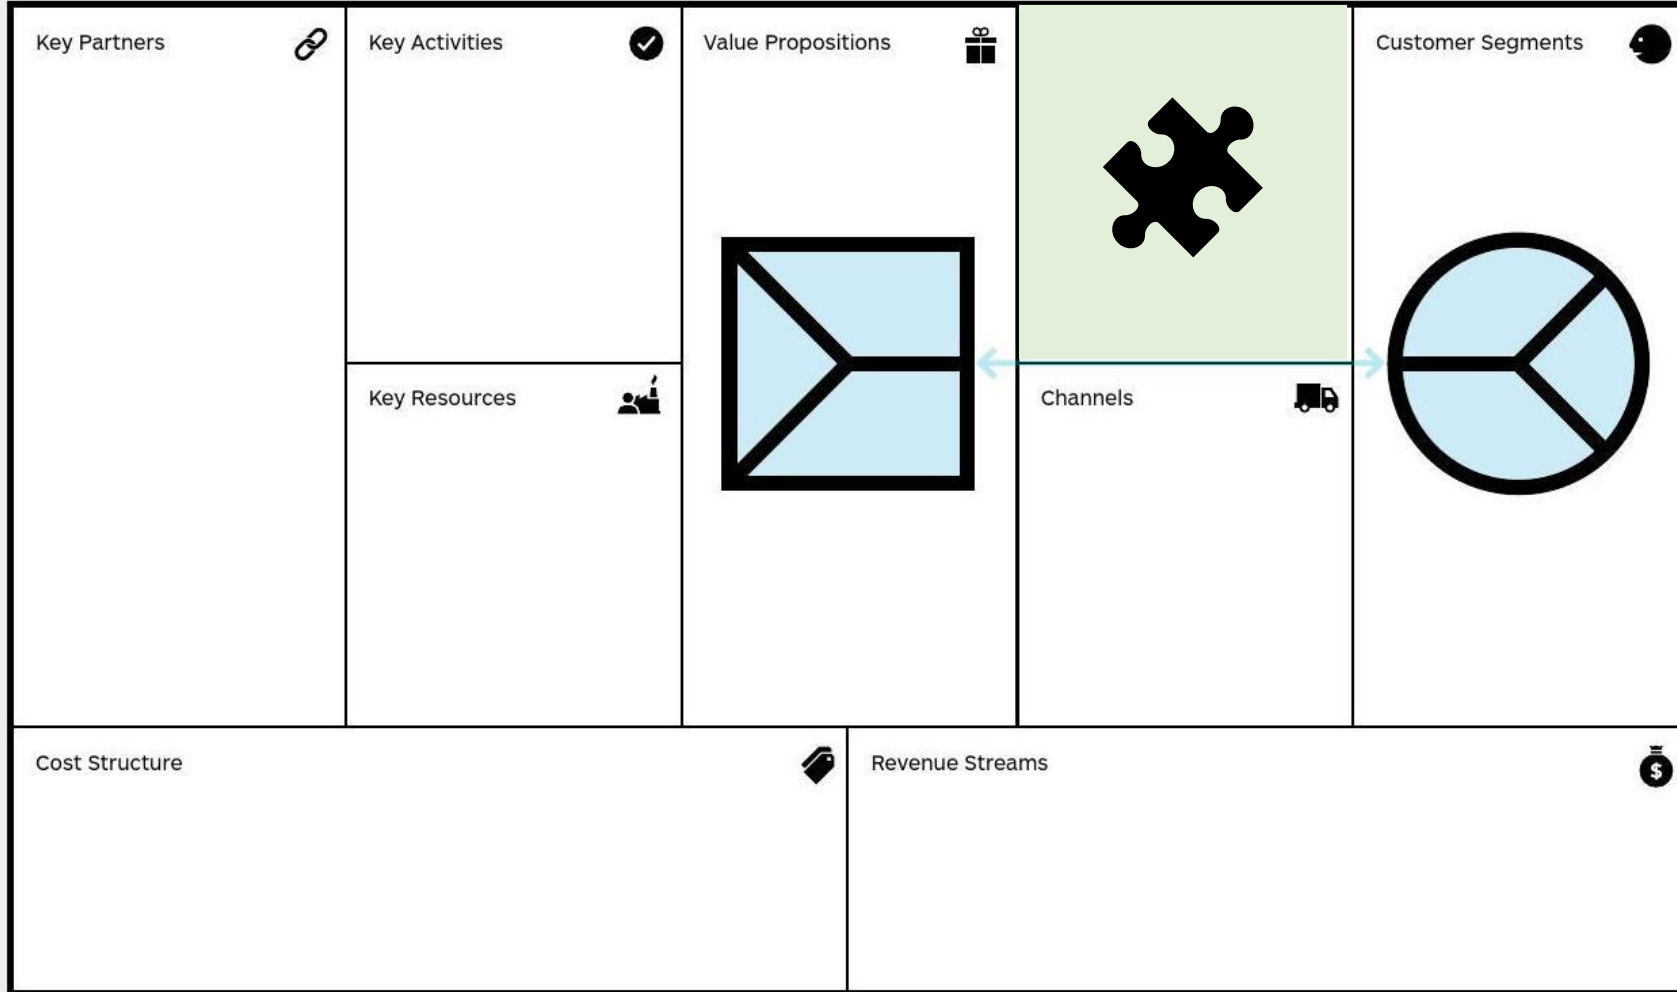 Key Partners
Key Activities
Value Propositions
Customer Segments
Key Resources
Channels
Cost Structure
Revenue Streams
$